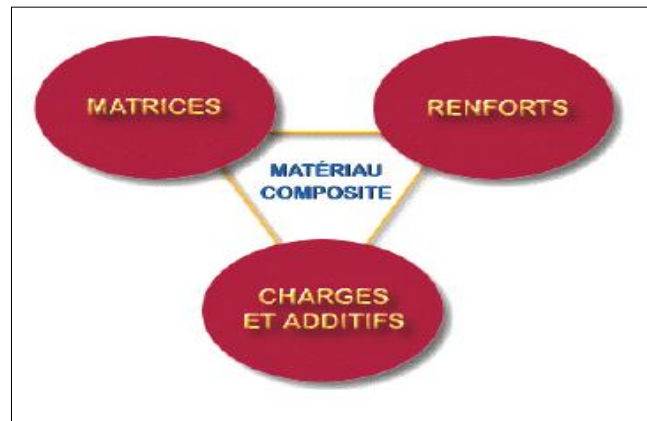 MATRICES
RENFORTS
MATÉRIAU
COMPOSITE
CHARGES
ET ADDITIFS